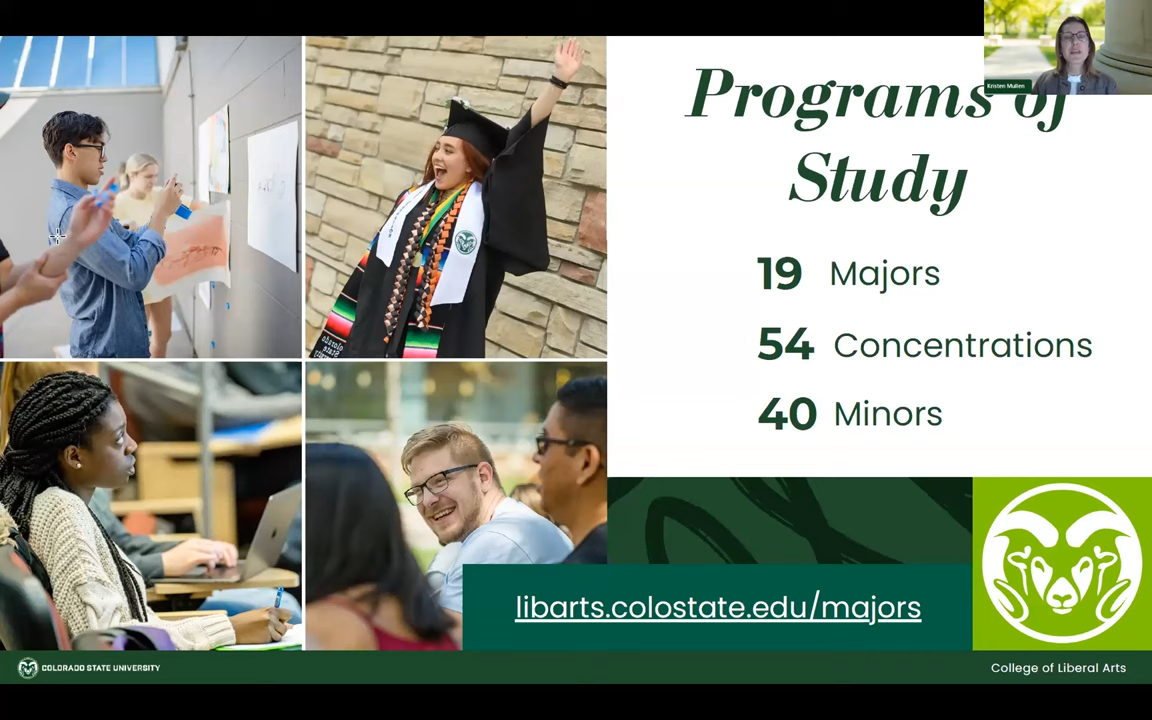 Kristen Mullen
Programs of
Study
19 Majors
54 Concentrations
40 Minors
libarts.colostate.edu/majors
COLORADO STATE UNIVERSITY
College of Liberal Arts